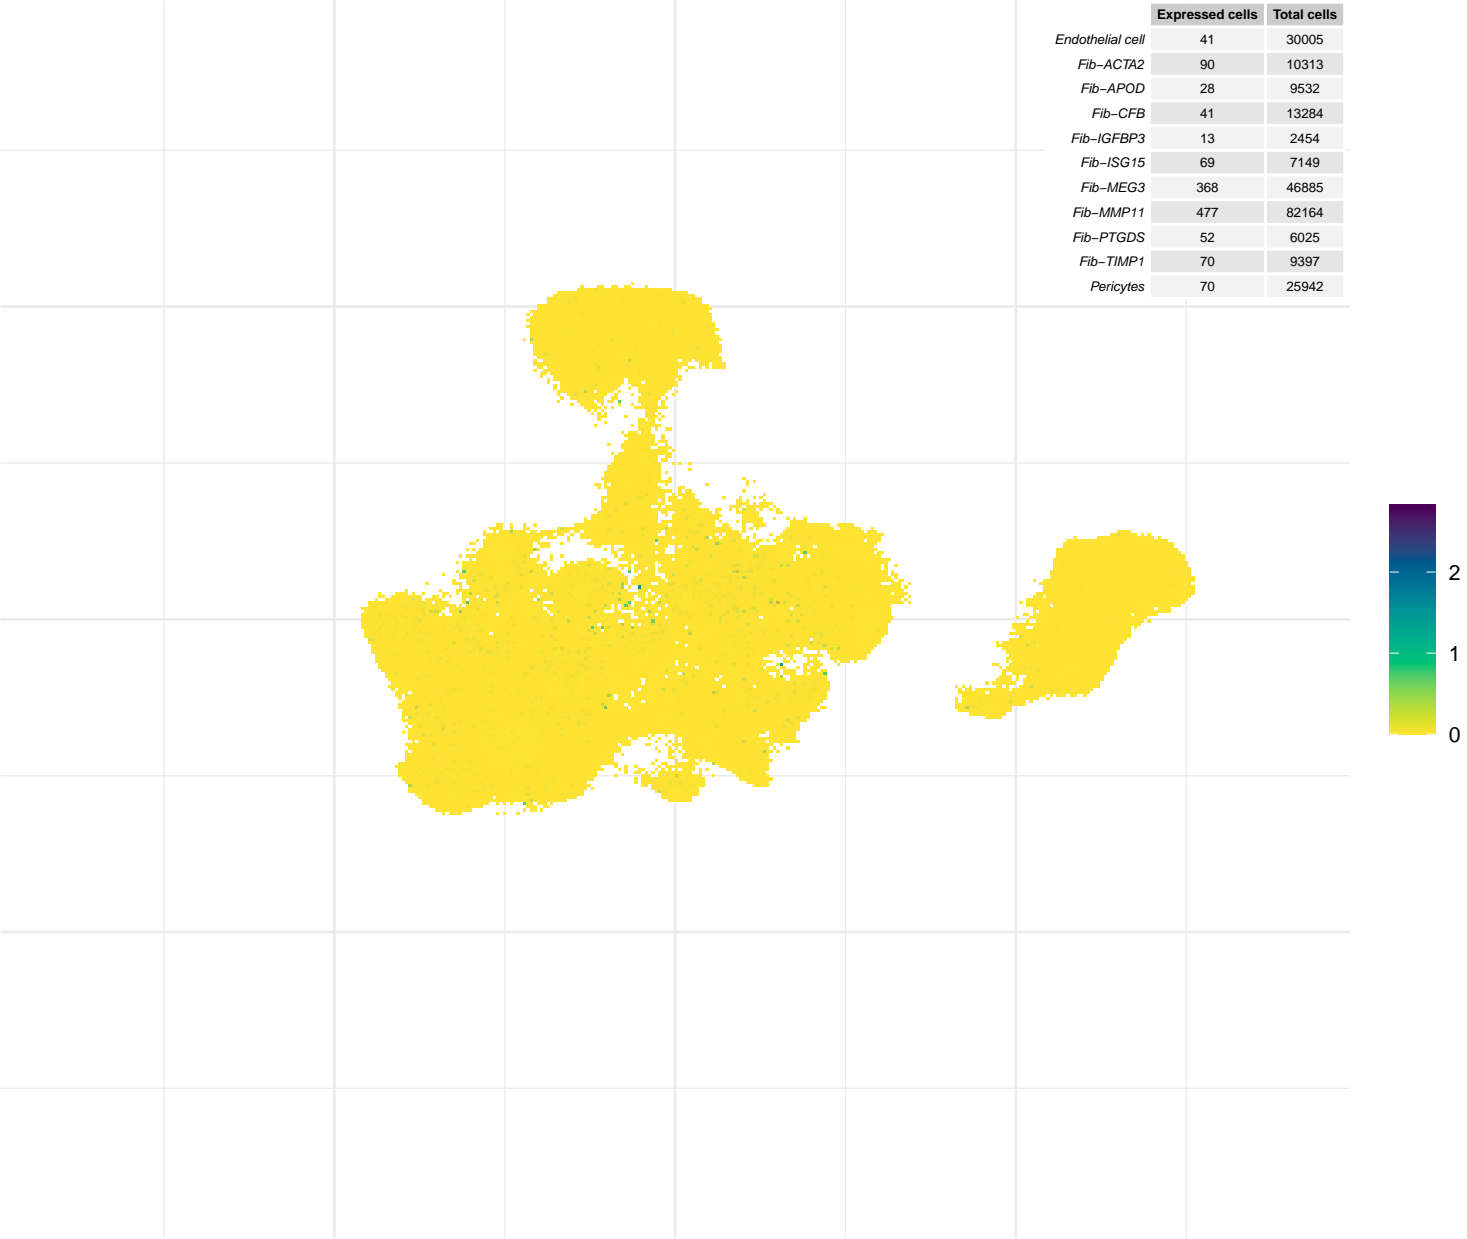 Expressed cells Total cells
Endothelial cell 41 30005
Fib−ACTA2 90 10313
Fib−APOD 28 9532
Fib−CFB 41 13284
Fib−IGFBP3 13 2454
Fib−ISG15 69 7149
Fib−MEG3 368 46885
Fib−MMP11 477 82164
Fib−PTGDS 52 6025
Fib−TIMP1 70 9397
Pericytes 70 25942
2
1
0